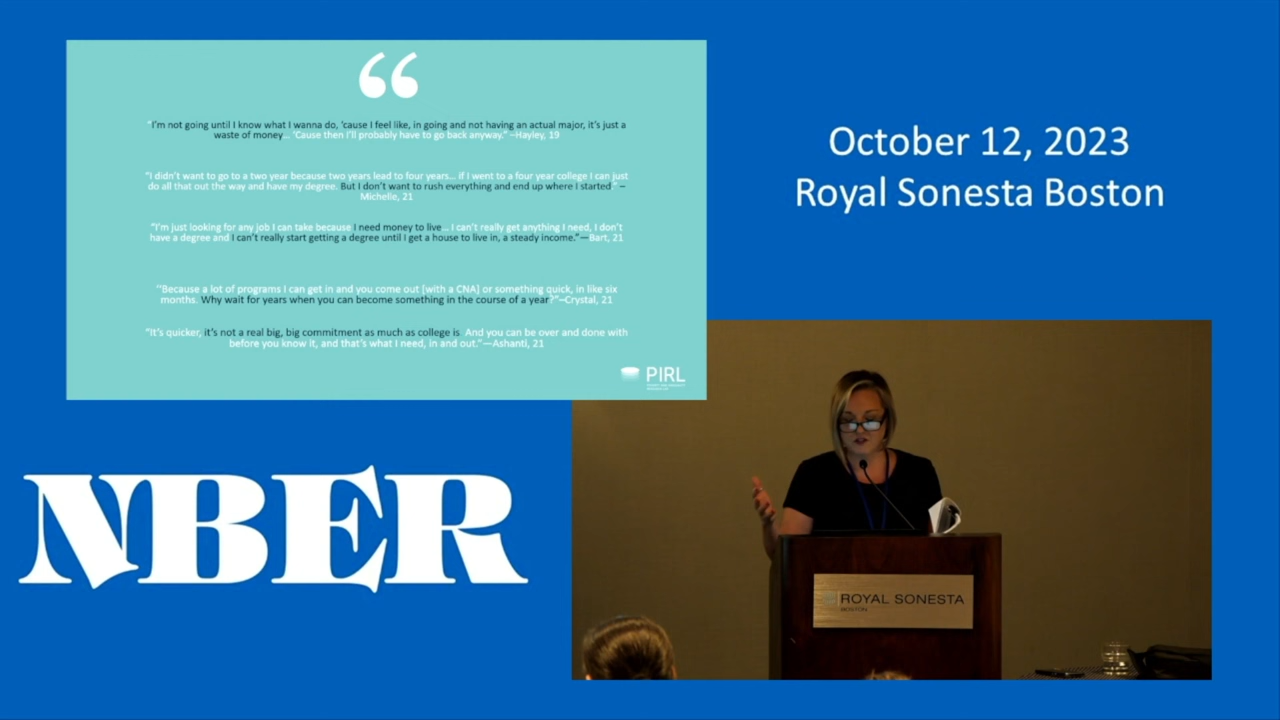 “I’m not going until I know what I wanna do, ‘cause I feel like, in going and not having an actual major, it’s just a
waste of money… ‘Cause then I’ll probably have to go back anyway.” –Hayley, 19
“I didn’t want to go to a two year because two years lead to four years… if I went to a four year college I can just
do all that out the way and have my degree. But I don’t want to rush everything and end up where I started.” –
Michelle, 21
“I’m just looking for any job I can take because I need money to live… I can’t really get anything I need, I don’t
have a degree and I can’t really start getting a degree until I get a house to live in, a steady income.”—Bart, 21
“Because a lot of programs I can get in and you come out [with a CNA] or something quick, in like six
months. Why wait for years when you can become something in the course of a year?”–Crystal, 21
“It’s quicker, it’s not a real big, big commitment as much as college is. And you can be over and done with
before you know it, and that’s what I need, in and out.”—Ashanti, 21
PIRL
October 12, 2023
Royal Sonesta Boston
NBER
ROYAL SONESTA
BOSTON